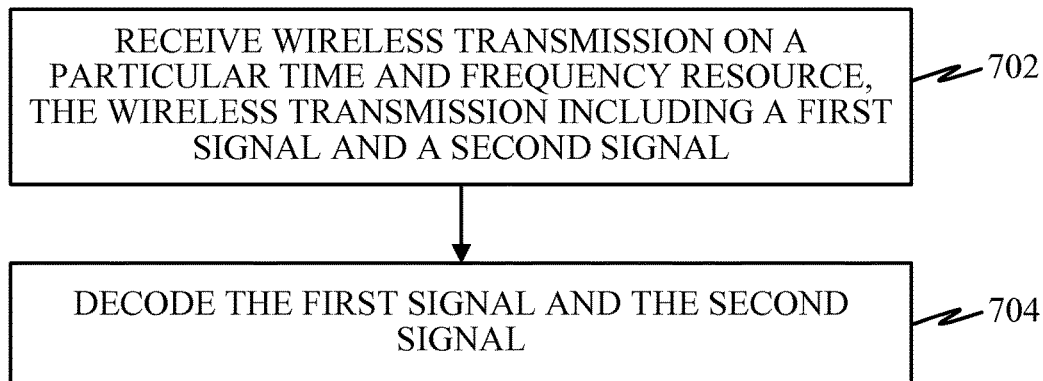 RECEIVE WIRELESS TRANSMISSION ON A
PARTICULAR TIME AND FREQUENCY RESOURCE,
THE WIRELESS TRANSMISSION INCLUDING A FIRST
SIGNAL AND A SECOND SIGNAL
702
DECODE THE FIRST SIGNAL AND THE SECOND
SIGNAL
704